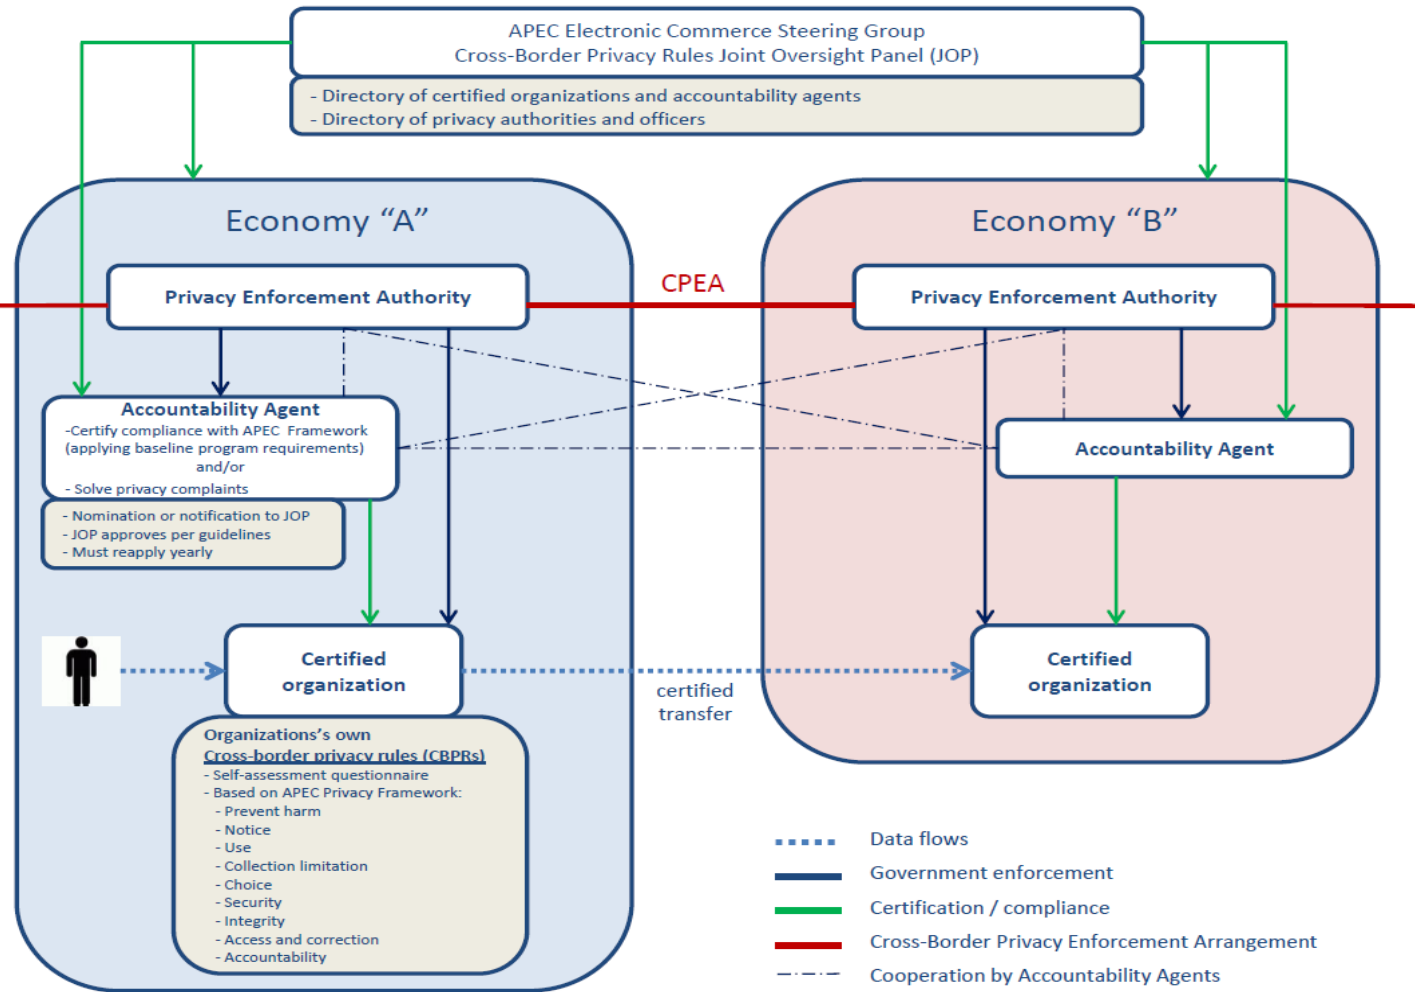 APEC Electronic Commerce Steering Group
Cross-Border Privacy Rules Joint Oversight Panel (JOP)
- Directory of certified organizations and accountability agents
- Directory of privacy authorities and officers
Economy “A”
Economy “B”
Privacy Enforcement Authority
CPEA
Privacy Enforcement Authority
Accountability Agent
-Certify compliance with APEC Framework
(applying baseline program requirements)
and/or
- Solve privacy complaints
- Nomination or notification to JOP
- JOP approves per guidelines
- Must reapply yearly
Accountability Agent
Certified
organization
certified
transfer
Certified
organization
Organizations's own
Cross-border privacy rules (CBPRs)
- Self-assessment questionnaire
- Based on APEC Privacy Framework:
- Prevent harm
- Notice
- Use
- Collection limitation
- Choice
- Security
- Integrity
- Access and correction
- Accountability
Data flows
Government enforcement
Certification / compliance
Cross-Border Privacy Enforcement Arrangement
Cooperation by Accountability Agents